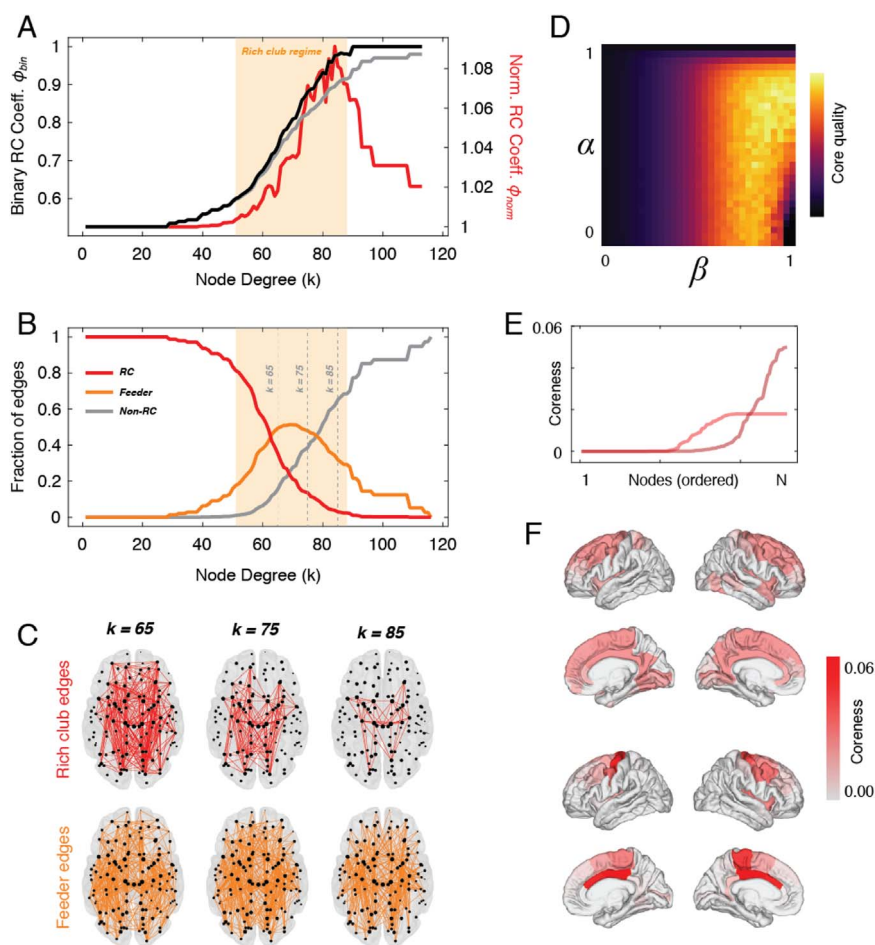 A
Rich club regime
Binary RC Coeff. ϕbin
Norm. RC Coeff. ϕnorm
1
0.9
0.8
0.7
0.6
1.08
1.06
1.04
1.02
1
0 20 40 60 80 100 120
Node Degree (k)
B
Fraction of edges
1
0.8
0.6
0.4
0.2
0
RC
Feeder
Non-RC
k = 65
k = 75
k = 85
0 20 40 60 80 100 120
Node Degree (k)
C
k = 65 k = 75 k = 85
Rich club edges
Feeder edges
D
1
α
0
0 β 1
Core quality
E
0.06
Coreness
0
1 Nodes (ordered) N
F
0.06
Coreness
0.00